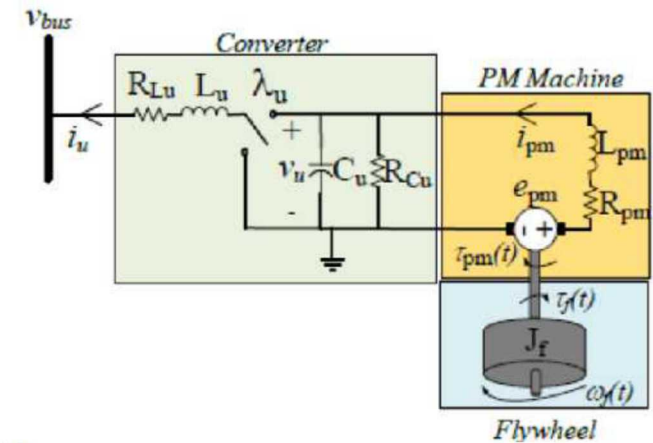 v_bus
Converter
R_Lu L_u λ_u
PM Machine
i_u
+
v_u C_u R_Cu
-
i_pm
L_pm
e_pm
R_pm
- +
τ_pm(t)
τ_f(t)
J_f
ω_f(t)
Flywheel